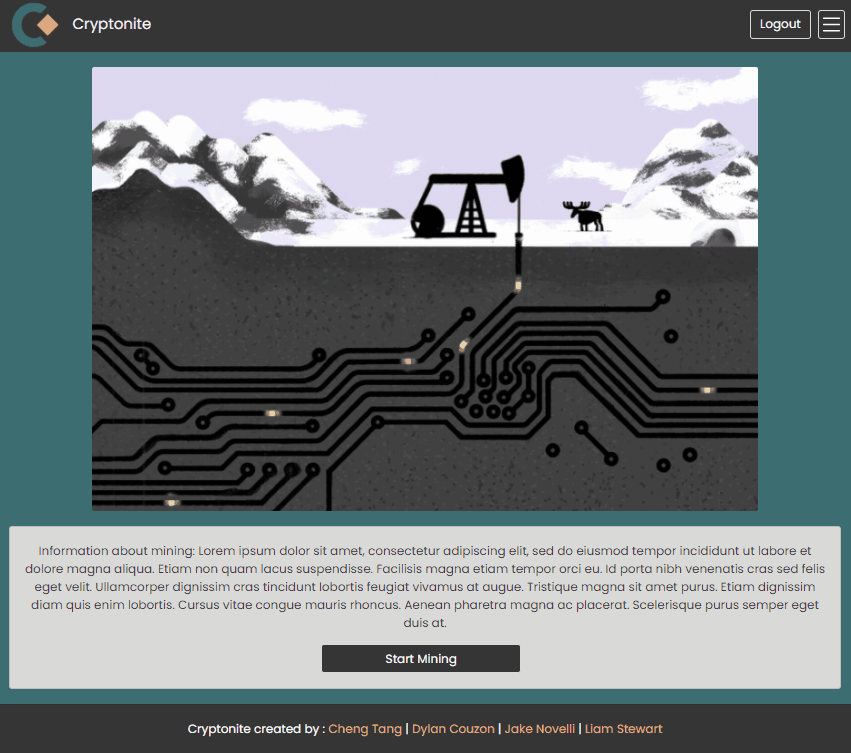 Cryptonite
Logout
Information about mining: Lorem ipsum dolor sit amet, consectetur adipiscing elit, sed do eiusmod tempor incididunt ut labore et
dolore magna aliqua. Etiam non quam lacus suspendisse. Facilisis magna etiam tempor orci eu. Id porta nibh venenatis cras sed felis
eget velit. Ullamcorper dignissim cras tincidunt lobortis feugiat vivamus at augue. Tristique magna sit amet purus. Etiam dignissim
diam quis enim lobortis. Cursus vitae congue mauris rhoncus. Aenean pharetra magna ac placerat. Scelerisque purus semper eget
duis at.
Start Mining
Cryptonite created by : Cheng Tang | Dylan Couzon | Jake Novelli | Liam Stewart